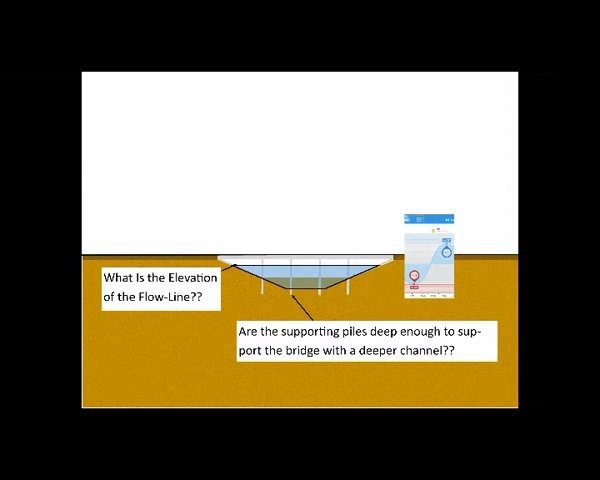 What Is the Elevation
of the Flow-Line??
Are the supporting piles deep enough to sup-
port the bridge with a deeper channel??